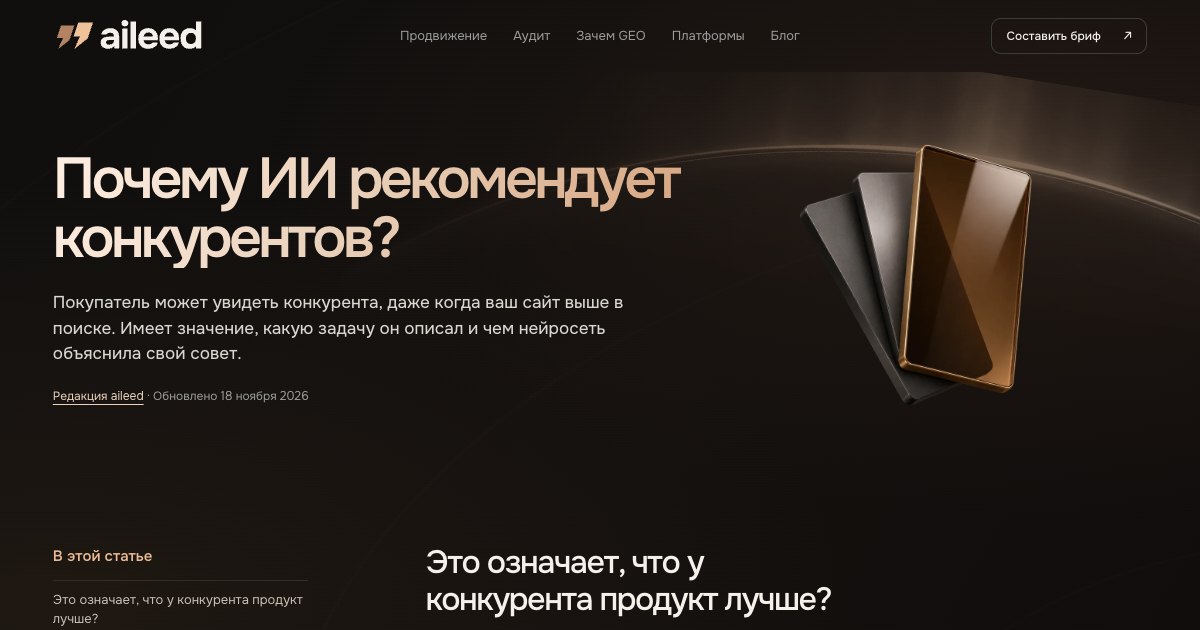 aileed
Продвижение
Аудит
Зачем GEO
Платформы
Блог
Составить бриф
Почему ИИ рекомендует
конкурентов?
Покупатель может увидеть конкурента, даже когда ваш сайт выше в
поиске. Имеет значение, какую задачу он описал и чем нейросеть
объяснила свой совет.
Редакция aileed · Обновлено 18 ноября 2026
В этой статье
Это означает, что у конкурента продукт
лучше?
Это означает, что у
конкурента продукт лучше?